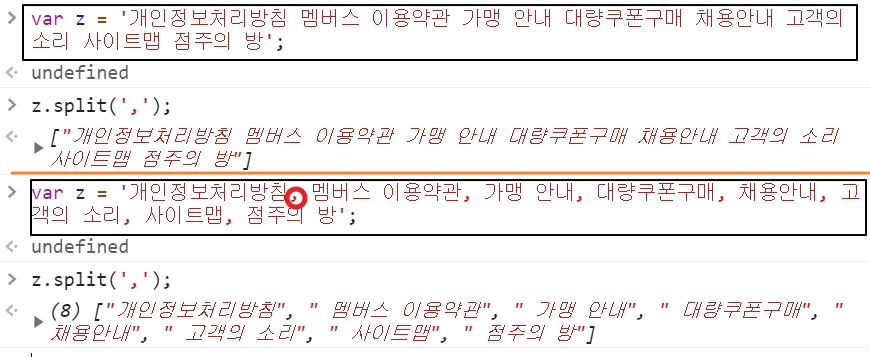 > var z = '개인정보처리방침 멤버스 이용약관 가맹 안내 대량쿠폰구매 채용안내 고객의
소리 사이트맵 점주의 방';
undefined
> z.split(',');
["개인정보처리방침 멤버스 이용약관 가맹 안내 대량쿠폰구매 채용안내 고객의 소리
사이트맵 점주의 방"]
> var z = '개인정보처리방침, 멤버스 이용약관, 가맹 안내, 대량쿠폰구매, 채용안내, 고
객의 소리, 사이트맵, 점주의 방';
undefined
> z.split(',');
(8) ["개인정보처리방침", " 멤버스 이용약관", " 가맹 안내", " 대량쿠폰구매", "
채용안내", " 고객의 소리", " 사이트맵", " 점주의 방"]